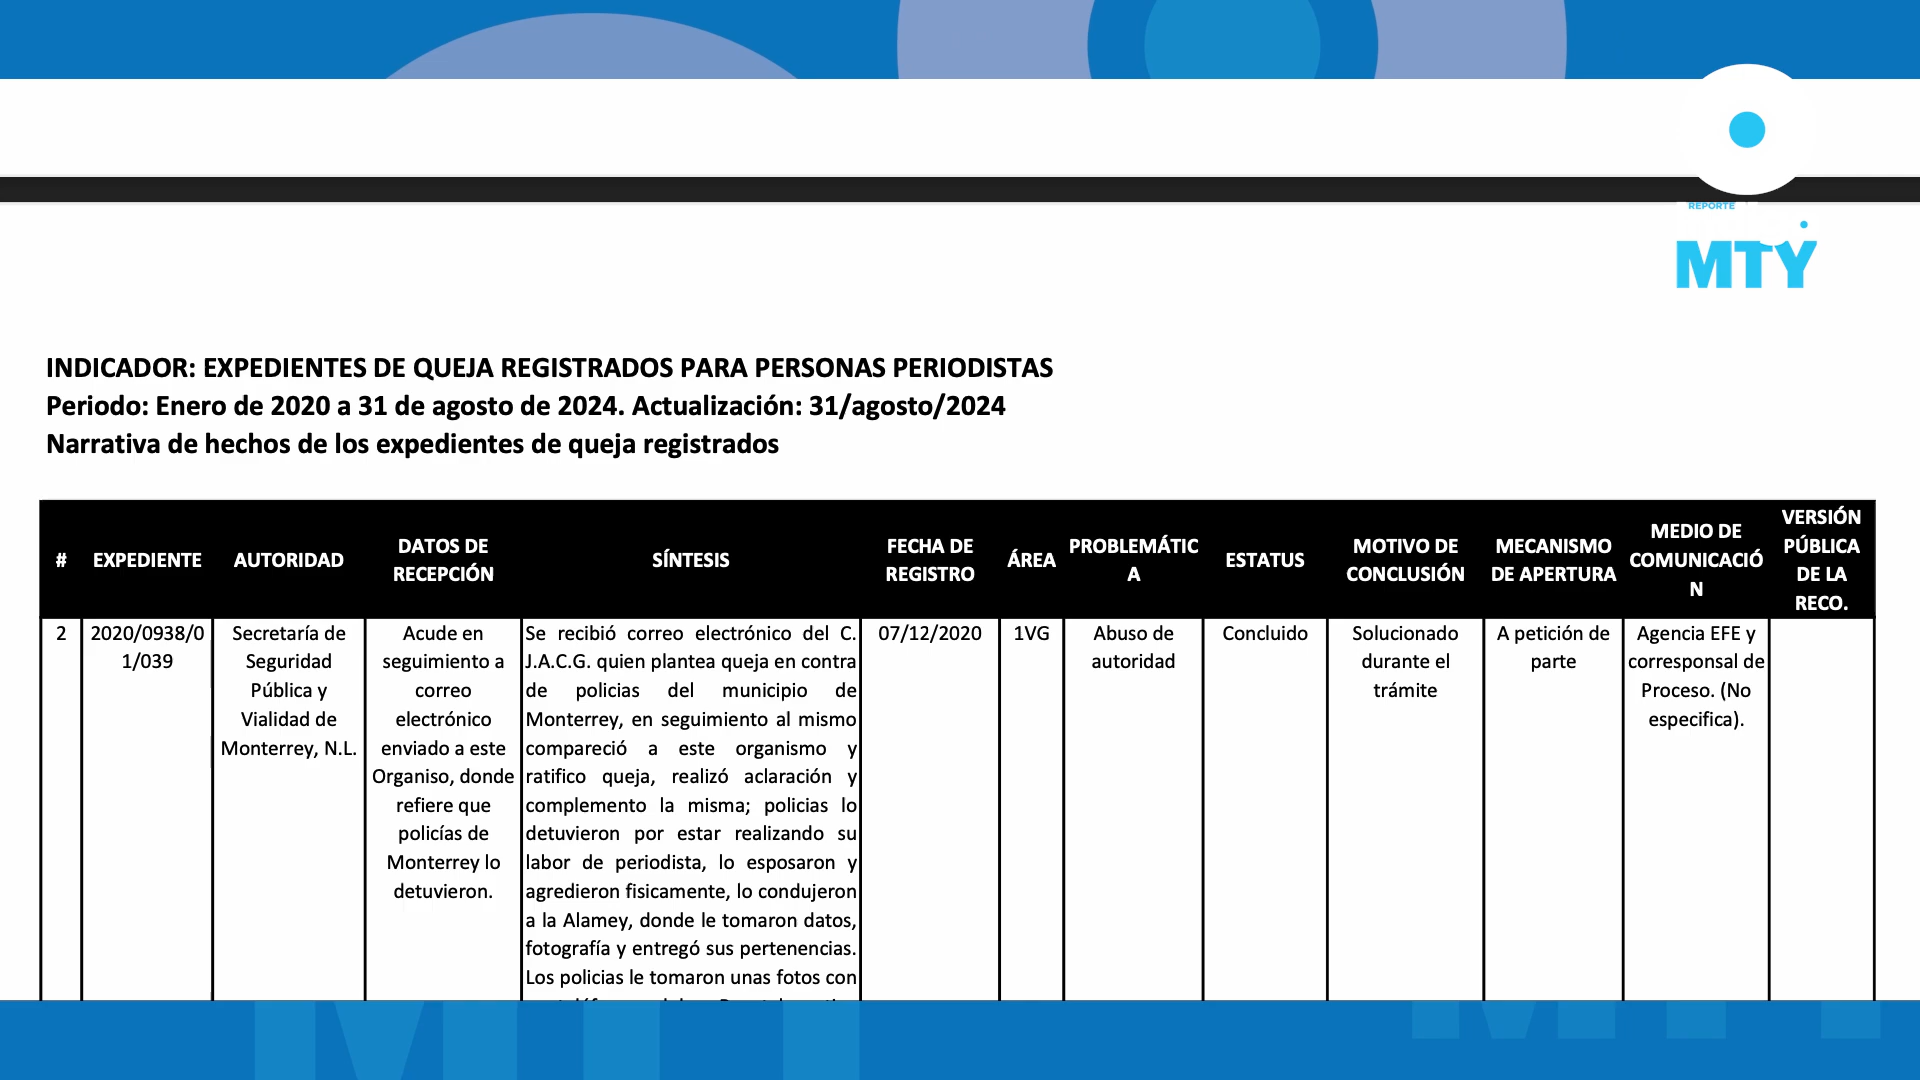 REPORTE
MTY
INDICADOR: EXPEDIENTES DE QUEJA REGISTRADOS PARA PERSONAS PERIODISTAS
Periodo: Enero de 2020 a 31 de agosto de 2024. Actualización: 31/agosto/2024
Narrativa de hechos de los expedientes de queja registrados
#
EXPEDIENTE
AUTORIDAD
DATOS DE
RECEPCIÓN
SÍNTESIS
FECHA DE
REGISTRO
ÁREA
PROBLEMÁTIC
A
ESTATUS
MOTIVO DE
CONCLUSIÓN
MECANISMO
DE APERTURA
MEDIO DE
COMUNICACIÓ
N
VERSIÓN
PÚBLICA
DE LA
RECO.
2
2020/0938/0
1/039
Secretaría de
Seguridad
Pública y
Vialidad de
Monterrey, N.L.
Acude en
seguimiento a
correo
electrónico
enviado a este
Organiso, donde
refiere que
policías de
Monterrey lo
detuvieron.
Se recibió correo electrónico del C.
J.A.C.G. quien plantea queja en contra
de policias del municipio de
Monterrey, en seguimiento al mismo
compareció a este organismo y
ratifico queja, realizó aclaración y
complemento la misma; policias lo
detuvieron por estar realizando su
labor de periodista, lo esposaron y
agredieron fisicamente, lo condujeron
a la Alamey, donde le tomaron datos,
fotografía y entregó sus pertenencias.
Los policias le tomaron unas fotos con
07/12/2020
1VG
Abuso de
autoridad
Concluido
Solucionado
durante el
trámite
A petición de
parte
Agencia EFE y
corresponsal de
Proceso. (No
especifica).